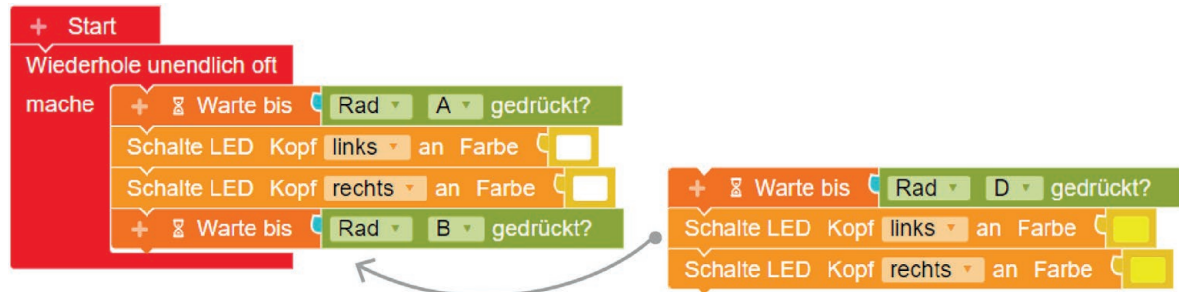 + Start
Wiederhole unendlich oft
mache + Warte bis Rad A gedrückt?
Schalte LED Kopf links an Farbe
Schalte LED Kopf rechts an Farbe
+ Warte bis Rad B gedrückt?
+ Warte bis Rad D gedrückt?
Schalte LED Kopf links an Farbe
Schalte LED Kopf rechts an Farbe